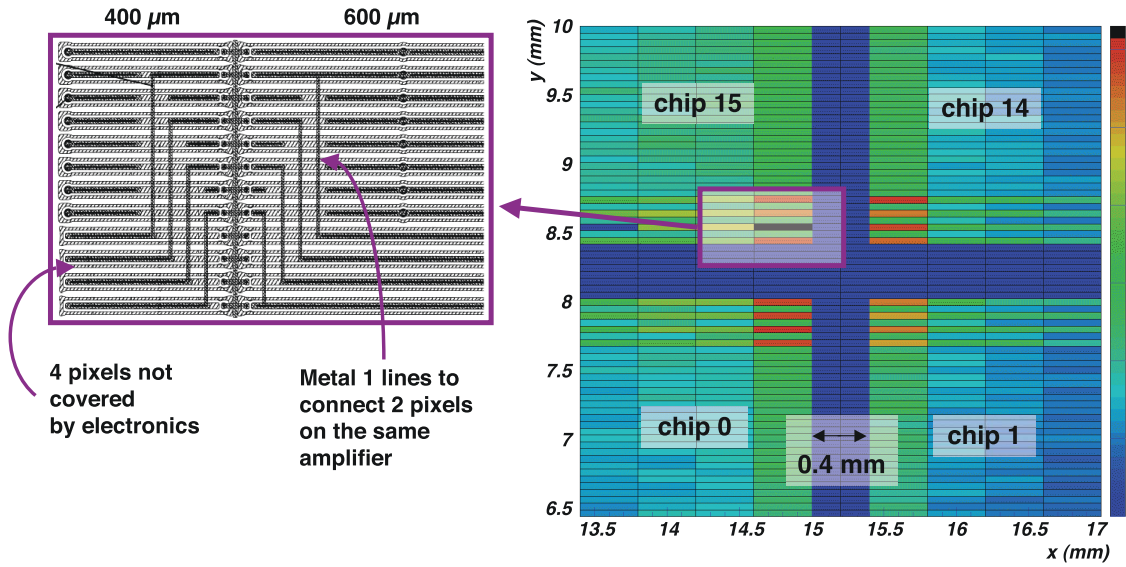 400 µm
600 µm
4 pixels not
covered
by electronics
Metal 1 lines to
connect 2 pixels
on the same
amplifier
y (mm)
10
9.5
9
8.5
8
7.5
7
6.5
chip 15
chip 14
chip 0
chip 1
0.4 mm
13.5
14
14.5
15
15.5
16
16.5
17
x (mm)